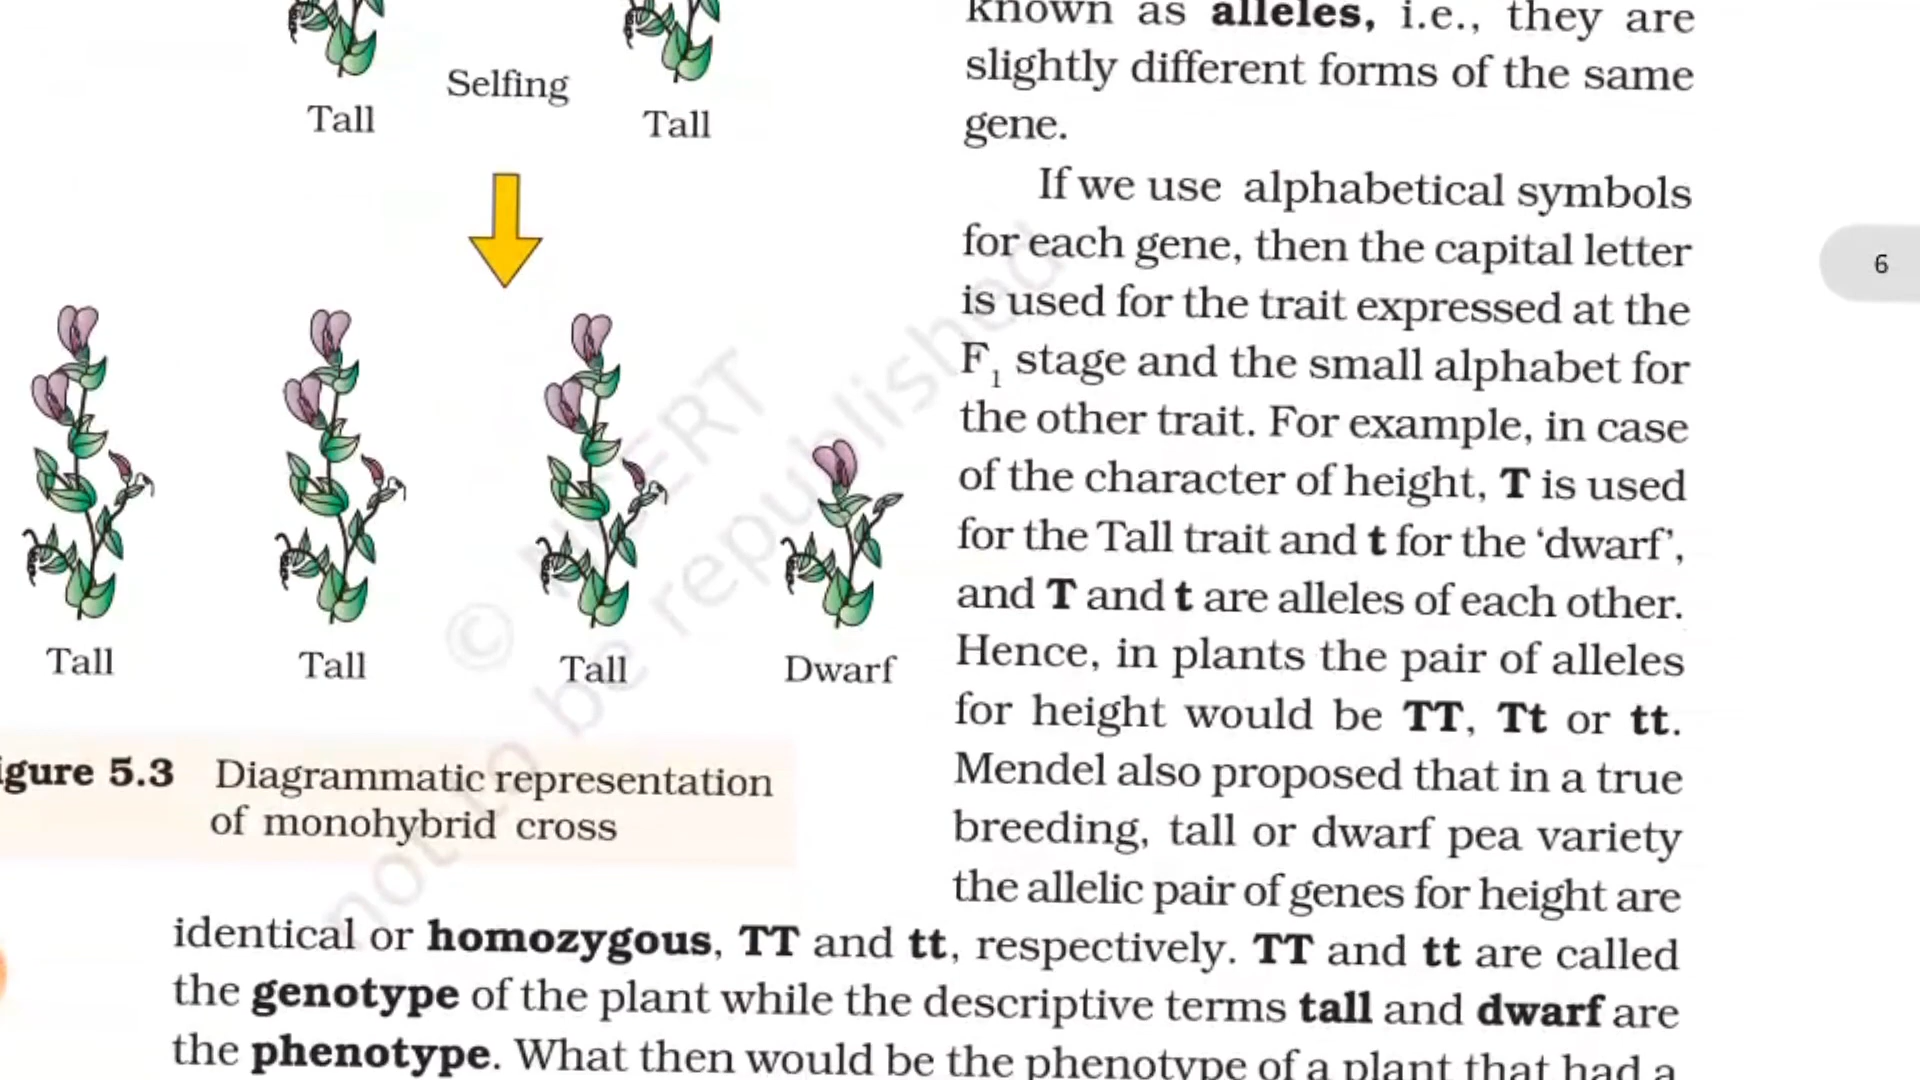 Selfing
Tall
Tall
Tall
Tall
Tall
Dwarf
igure 5.3 Diagrammatic representation
of monohybrid cross
known as alleles, i.e., they are
slightly different forms of the same
gene.
If we use alphabetical symbols
for each gene, then the capital letter
is used for the trait expressed at the
F1 stage and the small alphabet for
the other trait. For example, in case
of the character of height, T is used
for the Tall trait and t for the ‘dwarf’,
and T and t are alleles of each other.
Hence, in plants the pair of alleles
for height would be TT, Tt or tt.
Mendel also proposed that in a true
breeding, tall or dwarf pea variety
the allelic pair of genes for height are
identical or homozygous, TT and tt, respectively. TT and tt are called
the genotype of the plant while the descriptive terms tall and dwarf are
the phenotype. What then would be the phenotype of a plant that had a
6
© NCERT
not to be republished